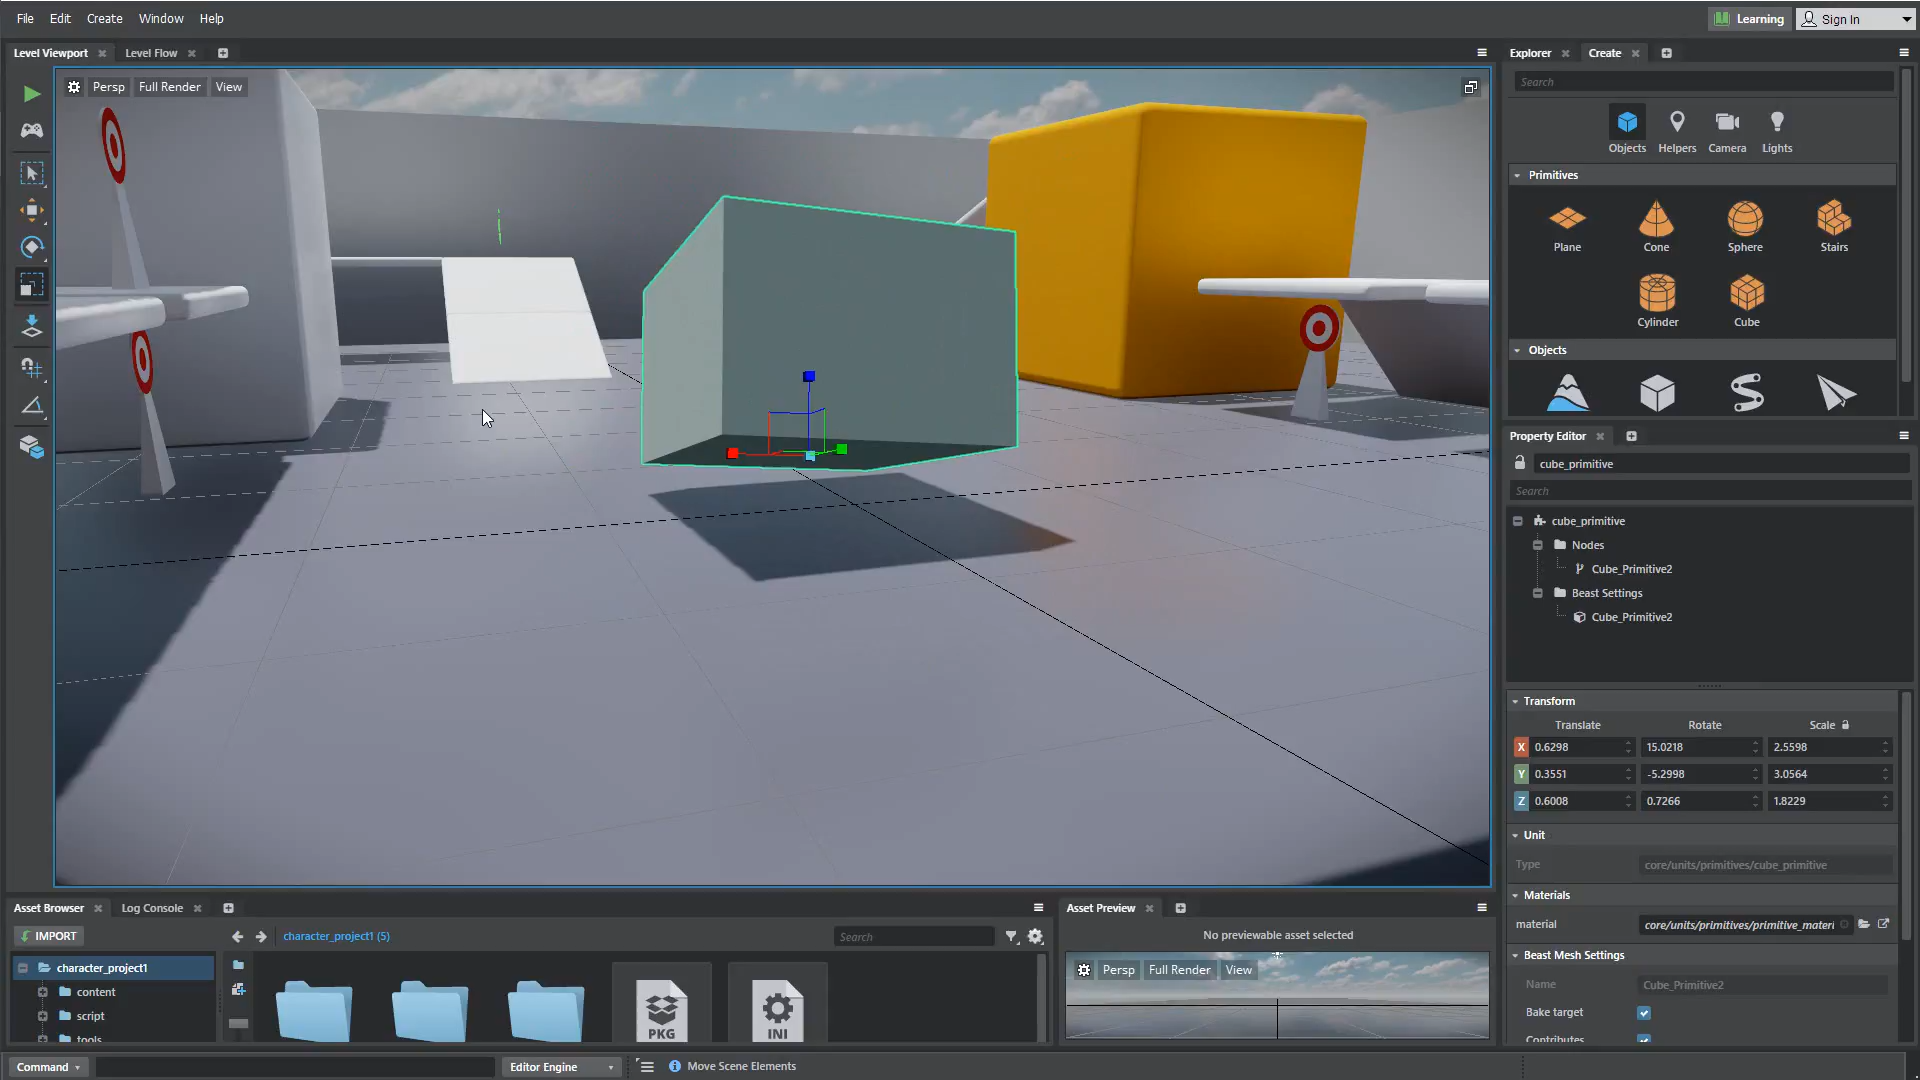 File Edit Create Window Help
Learning Sign In
Level Viewport Level Flow
Persp Full Render View
Explorer Create
Search
Objects Helpers Camera Lights
Primitives
Plane Cone Sphere Stairs
Cylinder Cube
Objects
Property Editor
cube_primitive
Search
cube_primitive
Nodes
Cube_Primitive2
Beast Settings
Cube_Primitive2
Transform
Translate Rotate Scale
X 0.6298 15.0218 2.5598
Y 0.3551 -5.2998 3.0564
Z 0.6008 0.7266 1.8229
Unit
Type core/units/primitives/cube_primitive
Materials
material core/units/primitives/primitive_materi
Beast Mesh Settings
Name Cube_Primitive2
Bake target
Contributes
Asset Browser Log Console
IMPORT
character_project1 (5)
Search
character_project1
content
script
tools
PKG
INI
Asset Preview
No previewable asset selected
Persp Full Render View
Command
Editor Engine
Move Scene Elements